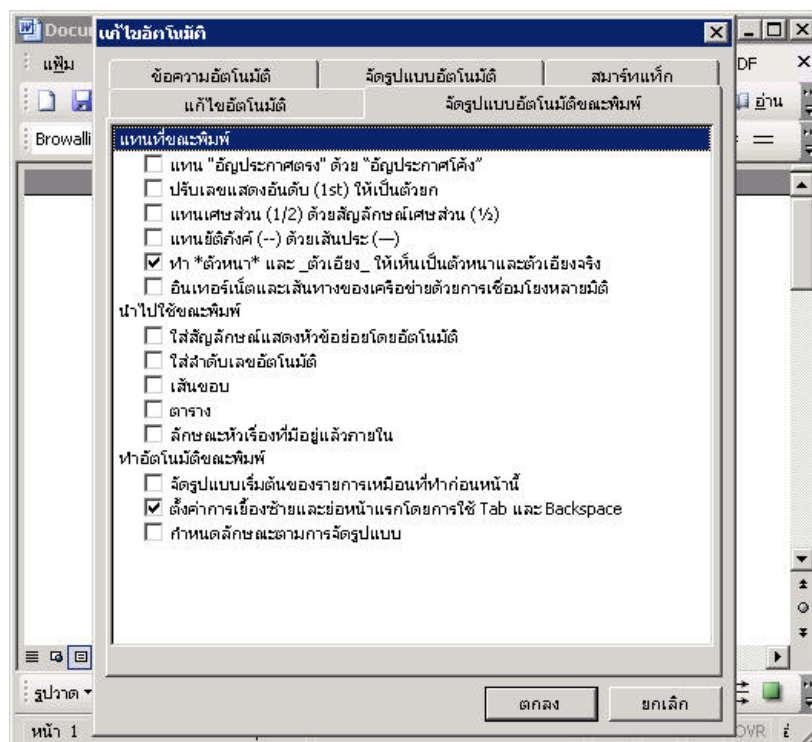 Docu
แก้ไขอัตโนมัติ
แฟ้ม
DF
ข้อความอัตโนมัติ
จัดรูปแบบอัตโนมัติ
สมาร์ทแท็ก
แก้ไขอัตโนมัติ
จัดรูปแบบอัตโนมัติขณะพิมพ์
อ่าน
Browalli
แทนที่ขณะพิมพ์
แทน "อัญประกาศตรง" ด้วย “อัญประกาศโค้ง”
ปรับเลขแสดงอันดับ (1st) ให้เป็นตัวยก
แทนเศษส่วน (1/2) ด้วยสัญลักษณ์เศษส่วน (½)
แทนยัติภังค์ (--) ด้วยเส้นประ (—)
ทำ *ตัวหนา* และ _ตัวเอียง_ ให้เห็นเป็นตัวหนาและตัวเอียงจริง
อินเทอร์เน็ตและเส้นทางของเครือข่ายด้วยการเชื่อมโยงหลายมิติ
นำไปใช้ขณะพิมพ์
ใส่สัญลักษณ์แสดงหัวข้อย่อยโดยอัตโนมัติ
ใส่ลำดับเลขอัตโนมัติ
เส้นขอบ
ตาราง
ลักษณะหัวเรื่องที่มีอยู่แล้วภายใน
ทำอัตโนมัติขณะพิมพ์
จัดรูปแบบเริ่มต้นของรายการเหมือนที่ทำก่อนหน้านี้
ตั้งค่าการเยื้องซ้ายและย่อหน้าแรกโดยการใช้ Tab และ Backspace
กำหนดลักษณะตามการจัดรูปแบบ
รูปวาด
ตกลง
ยกเลิก
หน้า 1
OVR